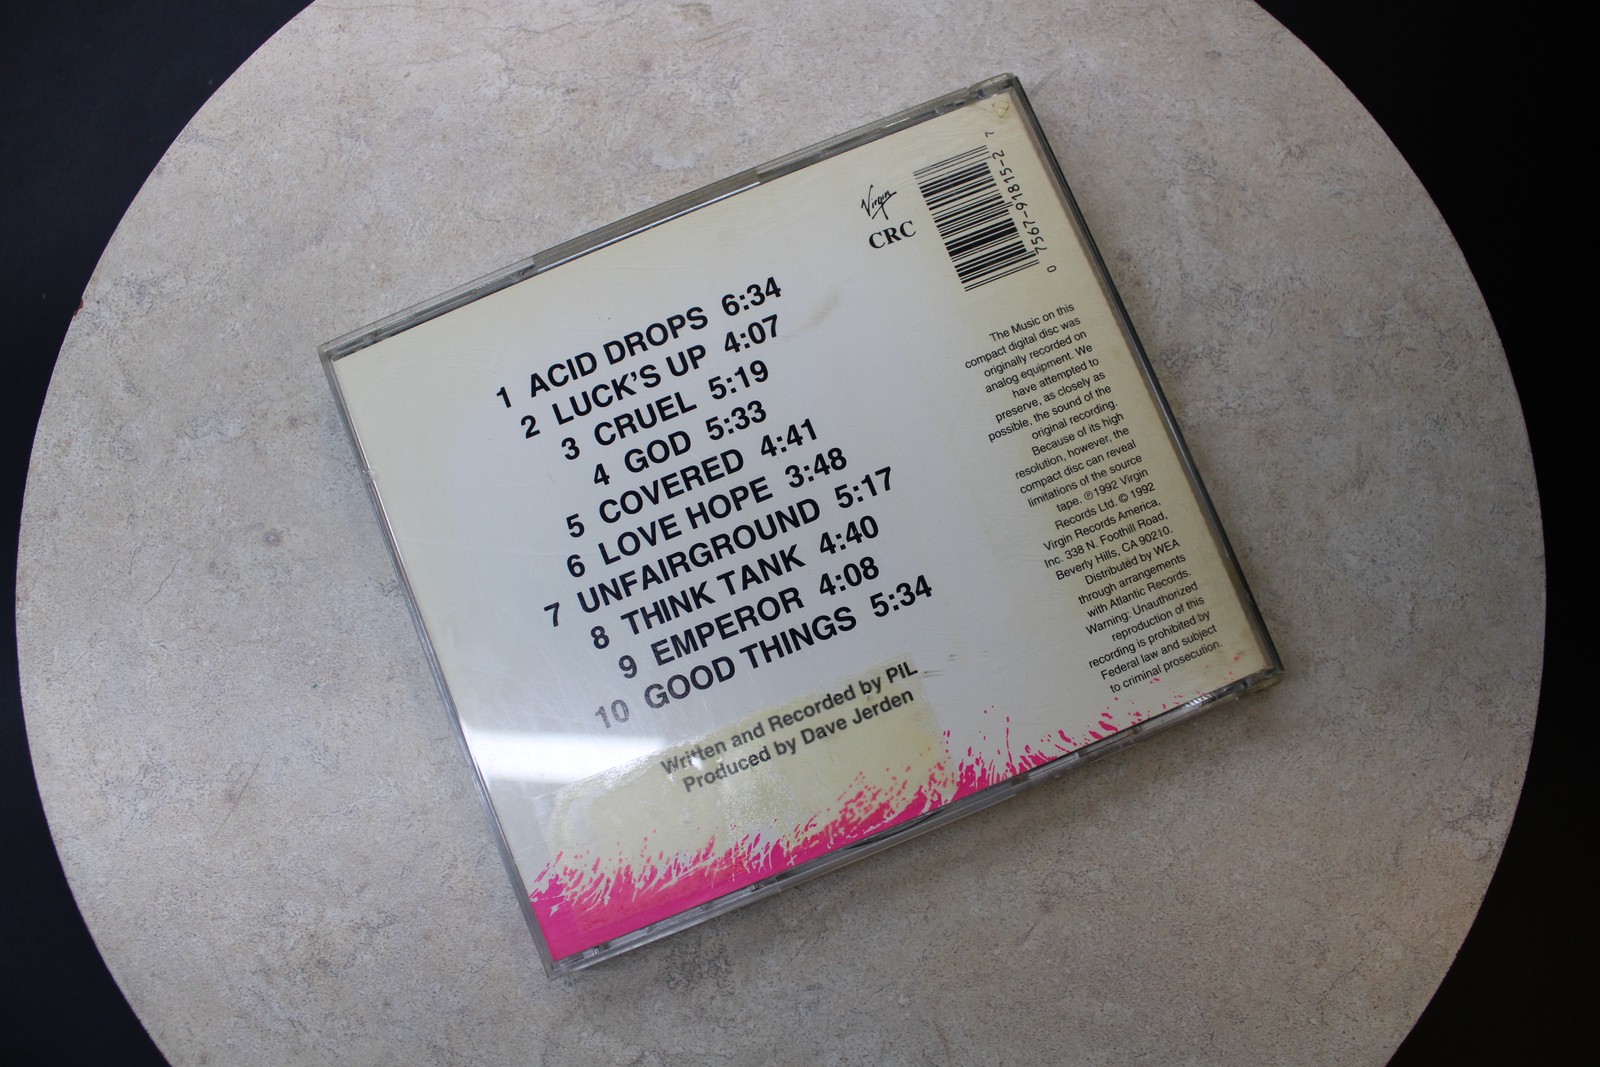 1 ACID DROPS 6:34
2 LUCK'S UP 4:07
3 CRUEL 5:19
4 GOD 5:33
5 COVERED 4:41
6 LOVE HOPE 3:48
7 UNFAIRGROUND 5:17
8 THINK TANK 4:40
9 EMPEROR 4:08
10 GOOD THINGS 5:34
Written and Recorded by PiL
Produced by Dave Jerden
Virgin
CRC
0 7567-91815-2 7
The Music on this
compact digital disc was
originally recorded on
analog equipment. We
have attempted to
preserve, as closely as
possible, the sound of the
original recording.
Because of its high
resolution, however, the
compact disc can reveal
limitations of the source
tape. ℗1992 Virgin
Records Ltd. © 1992
Virgin Records America,
Inc. 338 N. Foothill Road,
Beverly Hills, CA 90210.
Distributed by WEA
through arrangements
with Atlantic Records.
Warning: Unauthorized
reproduction of this
recording is prohibited by
Federal law and subject
to criminal prosecution.